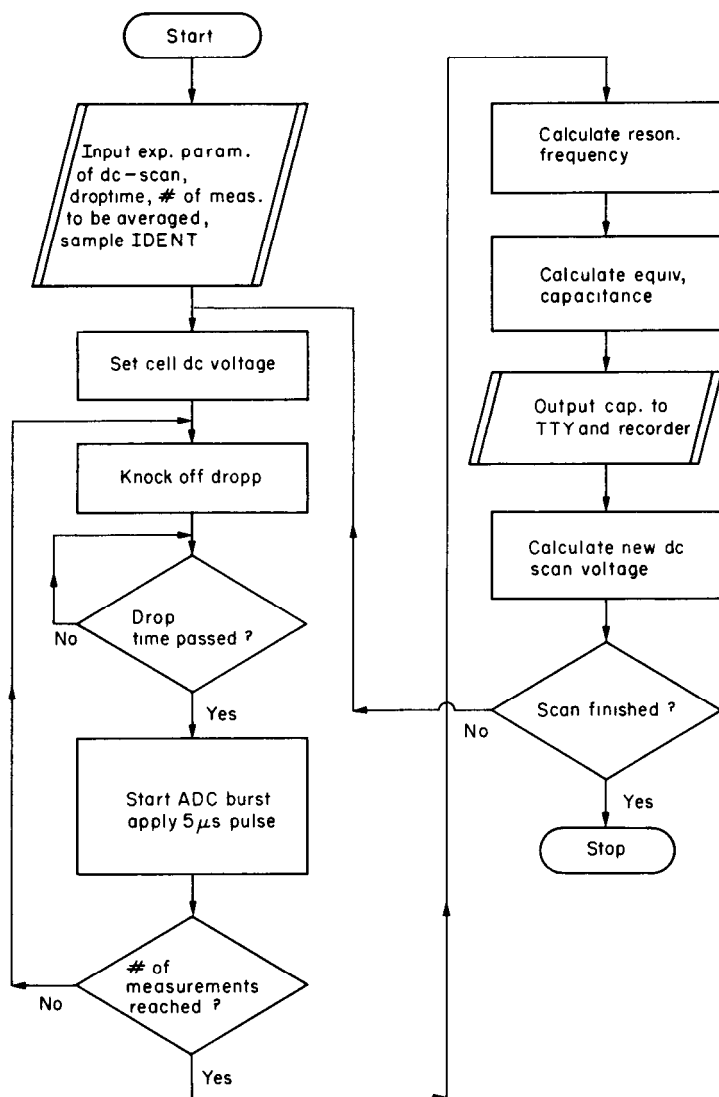 Start
Input exp. param.
of dc-scan,
droptime, # of meas.
to be averaged,
sample IDENT
Set cell dc voltage
Knock off dropp
Drop
time passed ?
No
Yes
Start ADC burst
apply 5μs pulse
# of
measurements
reached ?
No
Yes
Calculate reson.
frequency
Calculate equiv,
capacitance
Output cap. to
TTY and recorder
Calculate new dc
scan voltage
Scan finished ?
No
Yes
Stop